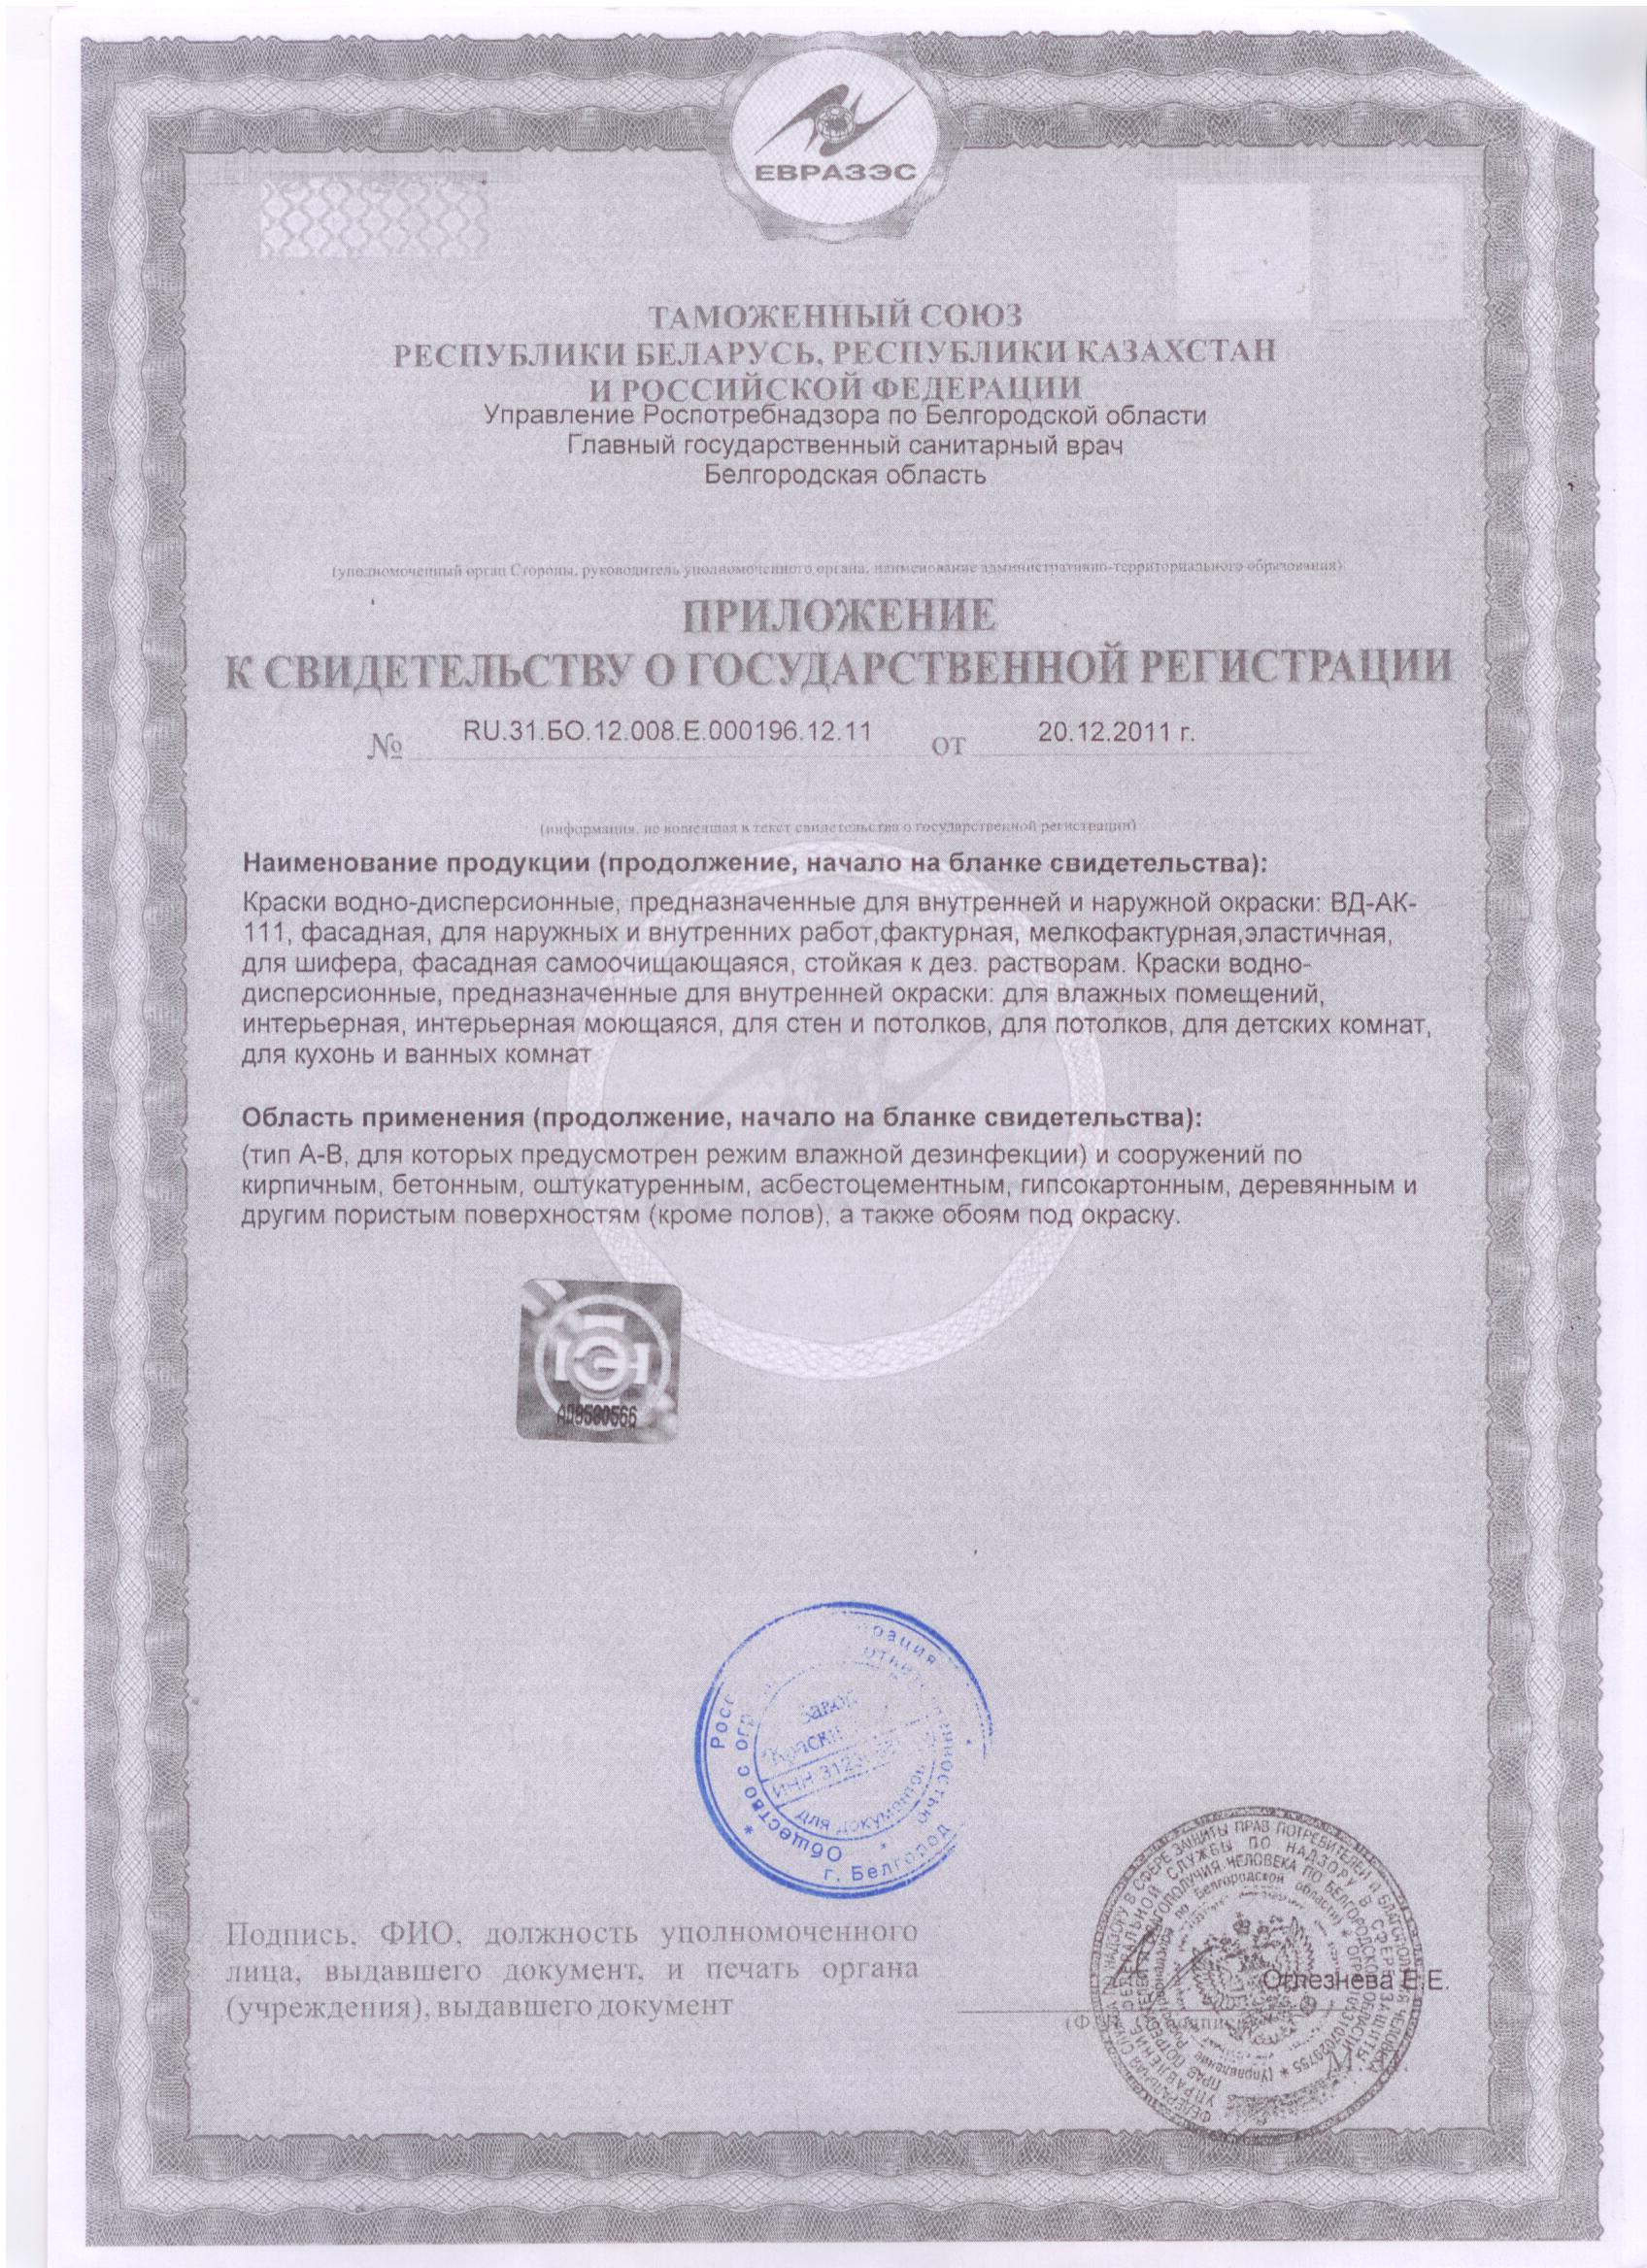 ЕВРАЗЭС
ТАМОЖЕННЫЙ СОЮЗ
РЕСПУБЛИКИ БЕЛАРУСЬ, РЕСПУБЛИКИ КАЗАХСТАН
И РОССИЙСКОЙ ФЕДЕРАЦИИ
Управление Роспотребнадзора по Белгородской области
Главный государственный санитарный врач
Белгородская область
(уполномоченный орган Стороны, руководитель уполномоченного органа, наименование административно-территориального образования)
ПРИЛОЖЕНИЕ
К СВИДЕТЕЛЬСТВУ О ГОСУДАРСТВЕННОЙ РЕГИСТРАЦИИ
№ RU.31.БО.12.008.Е.000196.12.11 от 20.12.2011 г.
(информация, не вошедшая в текст свидетельства о государственной регистрации)
Наименование продукции (продолжение, начало на бланке свидетельства):
Краски водно-дисперсионные, предназначенные для внутренней и наружной окраски: ВД-АК-
111, фасадная, для наружных и внутренних работ,фактурная, мелкофактурная,эластичная,
для шифера, фасадная самоочищающаяся, стойкая к дез. растворам. Краски водно-
дисперсионные, предназначенные для внутренней окраски: для влажных помещений,
интерьерная, интерьерная моющаяся, для стен и потолков, для потолков, для детских комнат,
для кухонь и ванных комнат
Область применения (продолжение, начало на бланке свидетельства):
(тип А-В, для которых предусмотрен режим влажной дезинфекции) и сооружений по
кирпичным, бетонным, оштукатуренным, асбестоцементным, гипсокартонным, деревянным и
другим пористым поверхностям (кроме полов), а также обоям под окраску.
Общество с
г. Белгород
для документов
Подпись, ФИО, должность уполномоченного
лица, выдавшего документ, и печать органа
(учреждения), выдавшего документ
Е.Е.